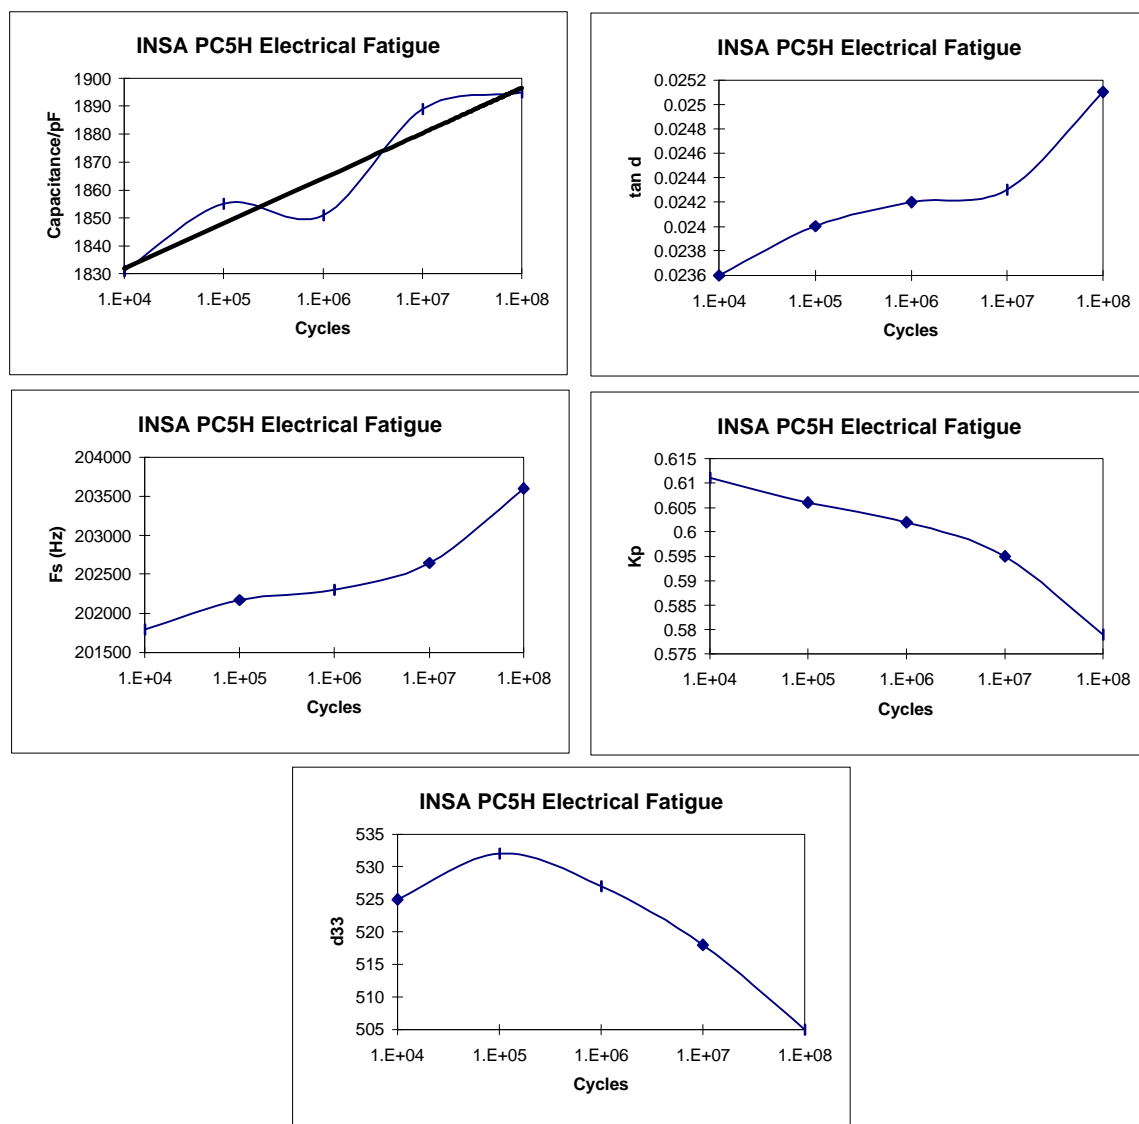 INSA PC5H Electrical Fatigue
Capacitance/pF
1900
1890
1880
1870
1860
1850
1840
1830
1.E+04 1.E+05 1.E+06 1.E+07 1.E+08
Cycles
INSA PC5H Electrical Fatigue
tan d
0.0252
0.025
0.0248
0.0246
0.0244
0.0242
0.024
0.0238
0.0236
1.E+04 1.E+05 1.E+06 1.E+07 1.E+08
Cycles
INSA PC5H Electrical Fatigue
Fs (Hz)
204000
203500
203000
202500
202000
201500
1.E+04 1.E+05 1.E+06 1.E+07 1.E+08
Cycles
INSA PC5H Electrical Fatigue
Kp
0.615
0.61
0.605
0.6
0.595
0.59
0.585
0.58
0.575
1.E+04 1.E+05 1.E+06 1.E+07 1.E+08
Cycles
INSA PC5H Electrical Fatigue
d33
535
530
525
520
515
510
505
1.E+04 1.E+05 1.E+06 1.E+07 1.E+08
Cycles